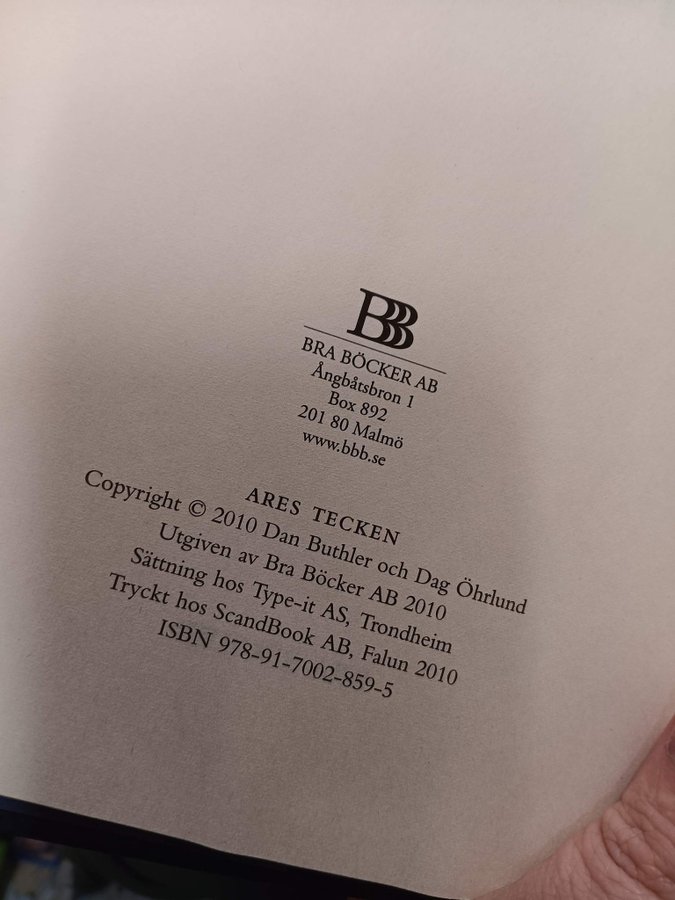 BBB
BRA BÖCKER AB
Ångbåtsbron 1
Box 892
201 80 Malmö
www.bbb.se
ARES TECKEN
Copyright © 2010 Dan Buthler och Dag Öhrlund
Utgiven av Bra Böcker AB 2010
Sättning hos Type-it AS, Trondheim
Tryckt hos ScandBook AB, Falun 2010
ISBN 978-91-7002-859-5